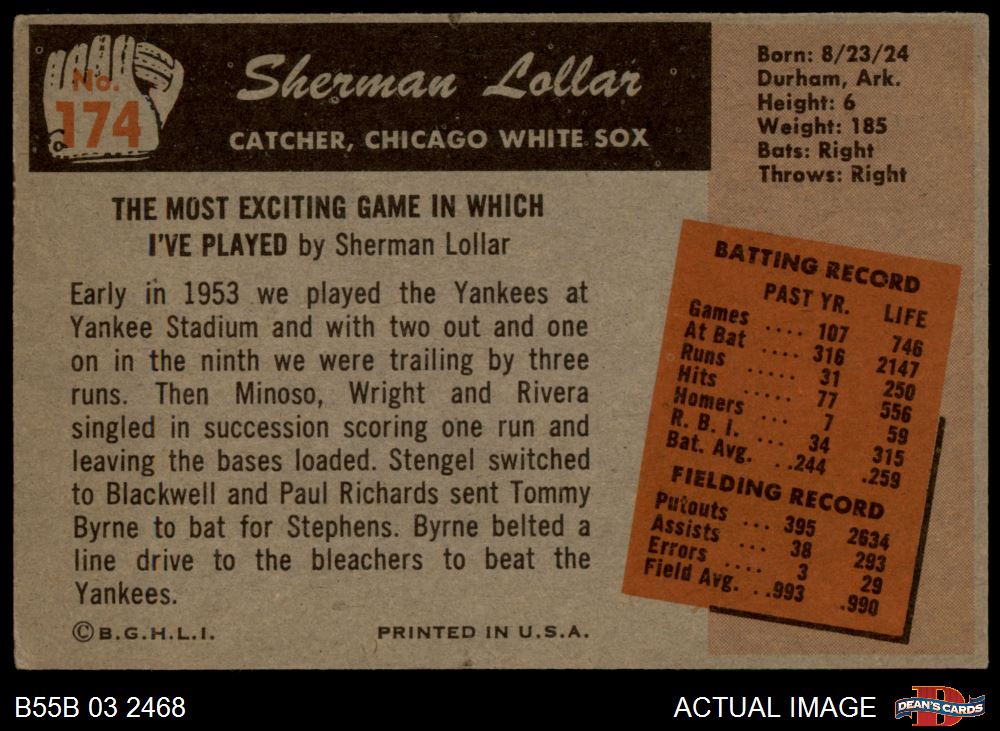 No.
174
Sherman Lollar
CATCHER, CHICAGO WHITE SOX
Born: 8/23/24
Durham, Ark.
Height: 6
Weight: 185
Bats: Right
Throws: Right
THE MOST EXCITING GAME IN WHICH
I'VE PLAYED by Sherman Lollar
Early in 1953 we played the Yankees at
Yankee Stadium and with two out and one
on in the ninth we were trailing by three
runs. Then Minoso, Wright and Rivera
singled in succession scoring one run and
leaving the bases loaded. Stengel switched
to Blackwell and Paul Richards sent Tommy
Byrne to bat for Stephens. Byrne belted a
line drive to the bleachers to beat the
Yankees.
BATTING RECORD
PAST YR. LIFE
Games .... 107 746
At Bat .... 316 2147
Runs ..... 31 250
Hits ..... 77 556
Homers ... 7 59
R. B. I. ... 34 315
Bat. Avg. ..244 .259
FIELDING RECORD
Putouts ... 395 2634
Assists ... 38 293
Errors .... 3 29
Field Avg. ..993 .990
©B.G.H.L.I.
PRINTED IN U.S.A.
B55B 03 2468
ACTUAL IMAGE
DEAN'S CARDS